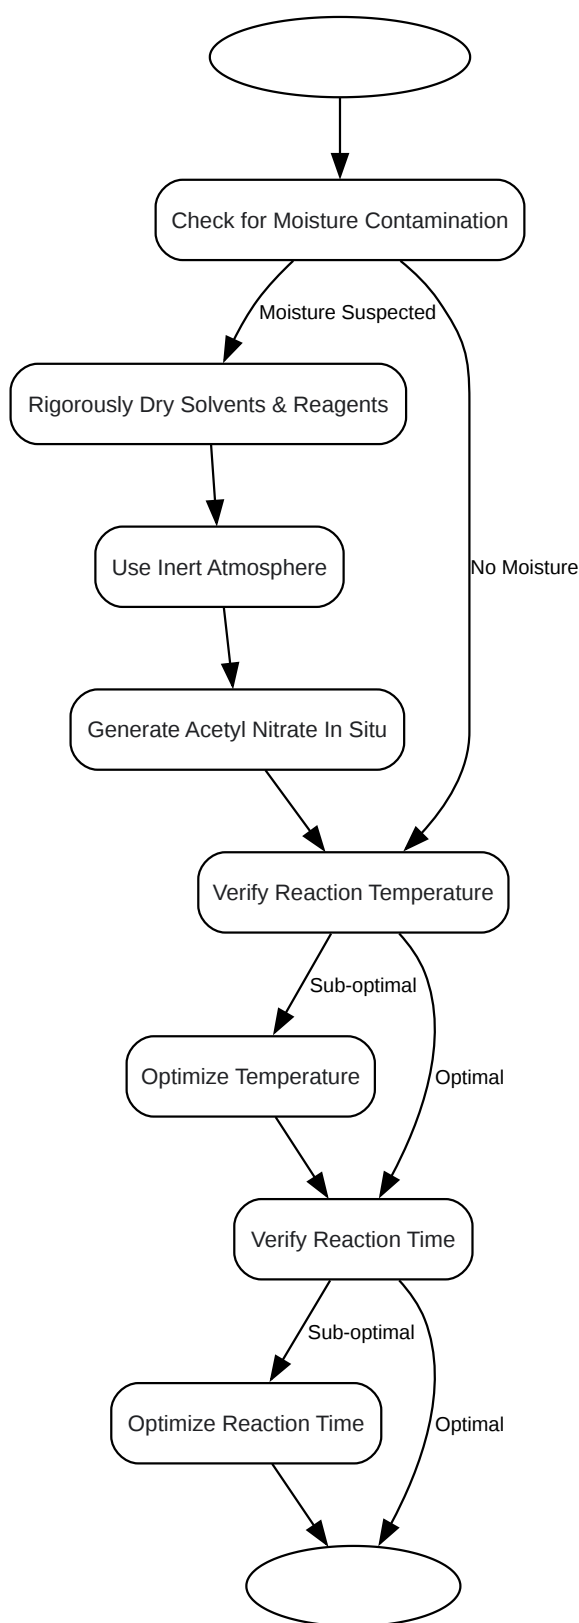 Check for Moisture Contamination
Moisture Suspected
Rigorously Dry Solvents & Reagents
Use Inert Atmosphere
No Moisture
Generate Acetyl Nitrate In Situ
Verify Reaction Temperature
Sub-optimal
Optimize Temperature
Optimal
Verify Reaction Time
Sub-optimal
Optimize Reaction Time
Optimal